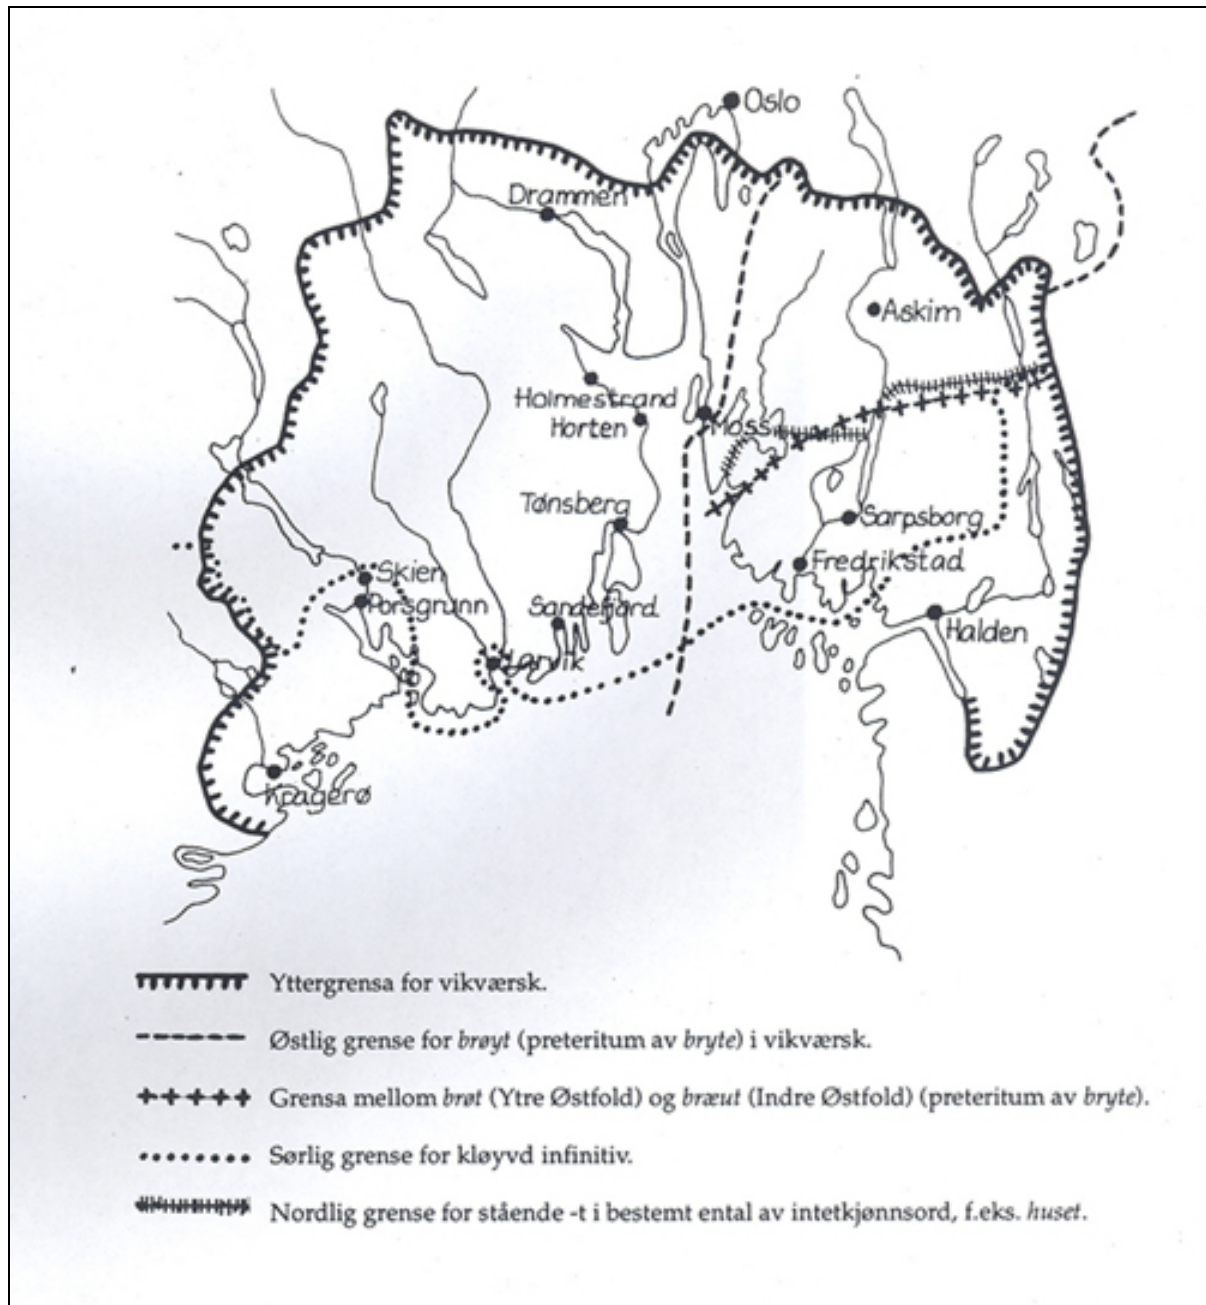 Oslo
Drammen
Askim
Holmestrand
Horten
Moss
Tønsberg
Sarpsborg
Fredrikstad
Skien
Porsgrunn
Sandefjord
Halden
Larvik
Kragerø
Yttergrensa for vikværsk.
Østlig grense for brøyt (preteritum av bryte) i vikværsk.
Grensa mellom brøt (Ytre Østfold) og bræut (Indre Østfold) (preteritum av bryte).
Sørlig grense for kløyvd infinitiv.
Nordlig grense for stående -t i bestemt ental av intetkjønnsord, f.eks. huset.